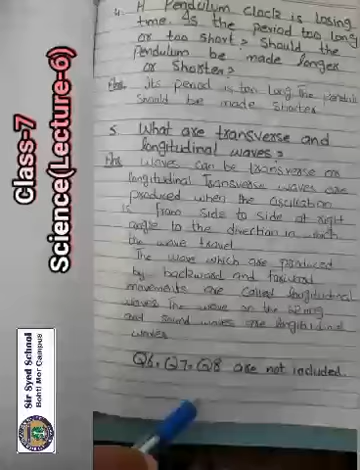 Class-7
Science(Lecture-6)
Sir Syed School
Bohti Mor Campus
4. A Pendulum Clock is losing
time. Is the period too long
or too short? Should the
Pendulum be made longer
or Shorter?
Ans its period is too long the pendulum
Should be made Shorter
5. What are transverse and
longitudinal waves?
Ans Waves can be transverse or
longitudinal Transverse waves are
produced when the oscillation
is from side to side at right
angle to the direction in which
the wave travel.
The wave which are produced
by backward and forward
movements are called longitudinal
waves The wave on the
and sound waves are longitudinal
waves
Q6, Q7, Q8 are not included.